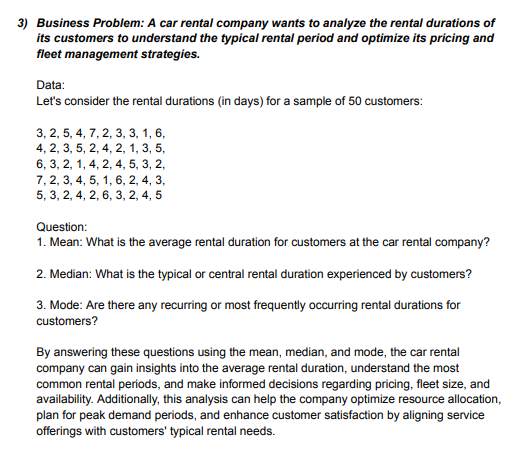 3) Business Problem: A car rental company wants to analyze the rental durations of
its customers to understand the typical rental period and optimize its pricing and
fleet management strategies.
Data:
Let's consider the rental durations (in days) for a sample of 50 customers:
3, 2, 5, 4, 7, 2, 3, 3, 1, 6,
4, 2, 3, 5, 2, 4, 2, 1, 3, 5,
6, 3, 2, 1, 4, 2, 4, 5, 3, 2,
7, 2, 3, 4, 5, 1, 6, 2, 4, 3,
5, 3, 2, 4, 2, 6, 3, 2, 4, 5
Question:
1. Mean: What is the average rental duration for customers at the car rental company?
2. Median: What is the typical or central rental duration experienced by customers?
3. Mode: Are there any recurring or most frequently occurring rental durations for
customers?
By answering these questions using the mean, median, and mode, the car rental
company can gain insights into the average rental duration, understand the most
common rental periods, and make informed decisions regarding pricing, fleet size, and
availability. Additionally, this analysis can help the company optimize resource allocation,
plan for peak demand periods, and enhance customer satisfaction by aligning service
offerings with customers' typical rental needs.